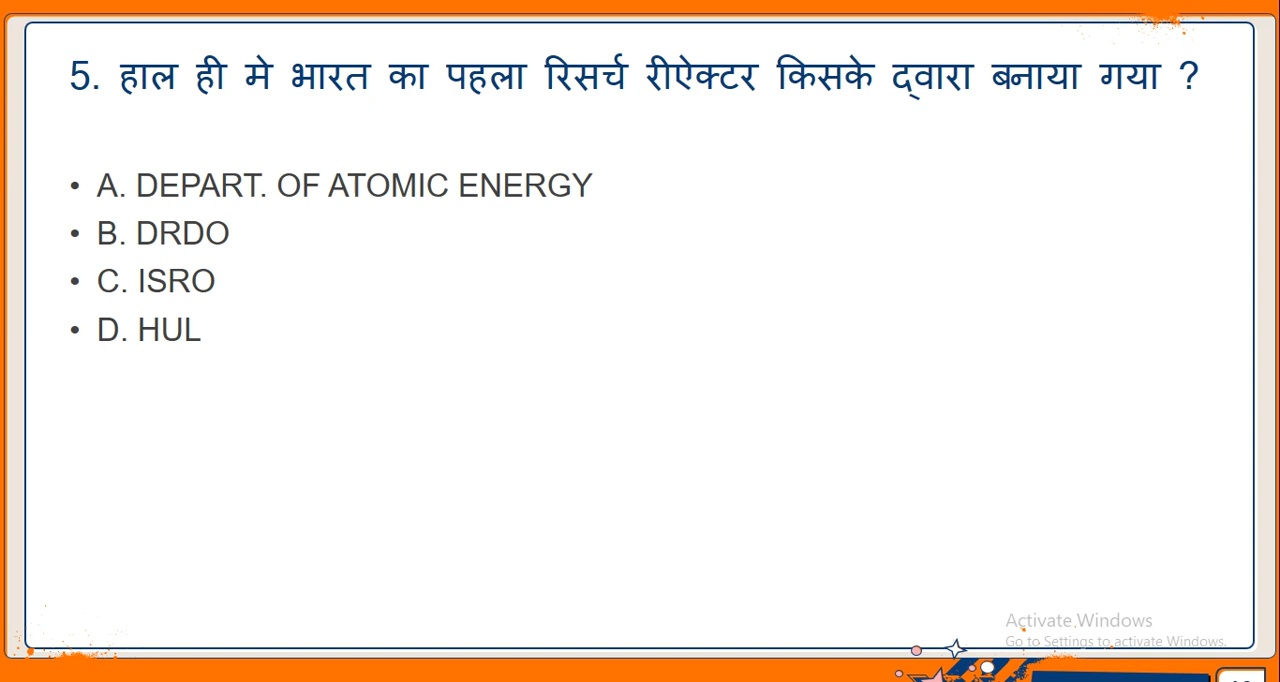 5. हाल ही मे भारत का पहला रिसर्च रीऐक्टर किसके द्वारा बनाया गया ?
• A. DEPART. OF ATOMIC ENERGY
• B. DRDO
• C. ISRO
• D. HUL
Activate Windows
Go to Settings to activate Windows.